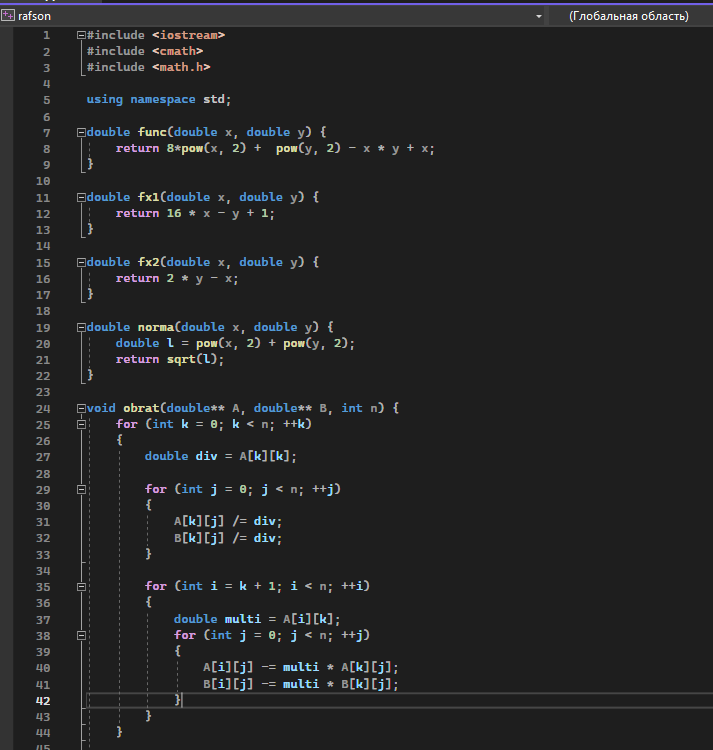 rafson (Глобальная область)
1 #include <iostream>
2 #include <cmath>
3 #include <math.h>
4
5 using namespace std;
6
7 double func(double x, double y) {
8     return 8*pow(x, 2) +  pow(y, 2) - x * y + x;
9 }
10
11 double fx1(double x, double y) {
12     return 16 * x - y + 1;
13 }
14
15 double fx2(double x, double y) {
16     return 2 * y - x;
17 }
18
19 double norma(double x, double y) {
20     double l = pow(x, 2) + pow(y, 2);
21     return sqrt(l);
22 }
23
24 void obrat(double** A, double** B, int n) {
25     for (int k = 0; k < n; ++k)
26     {
27         double div = A[k][k];
28
29         for (int j = 0; j < n; ++j)
30         {
31             A[k][j] /= div;
32             B[k][j] /= div;
33         }
34
35         for (int i = k + 1; i < n; ++i)
36         {
37             double multi = A[i][k];
38             for (int j = 0; j < n; ++j)
39             {
40                 A[i][j] -= multi * A[k][j];
41                 B[i][j] -= multi * B[k][j];
42             }
43         }
44     }
45